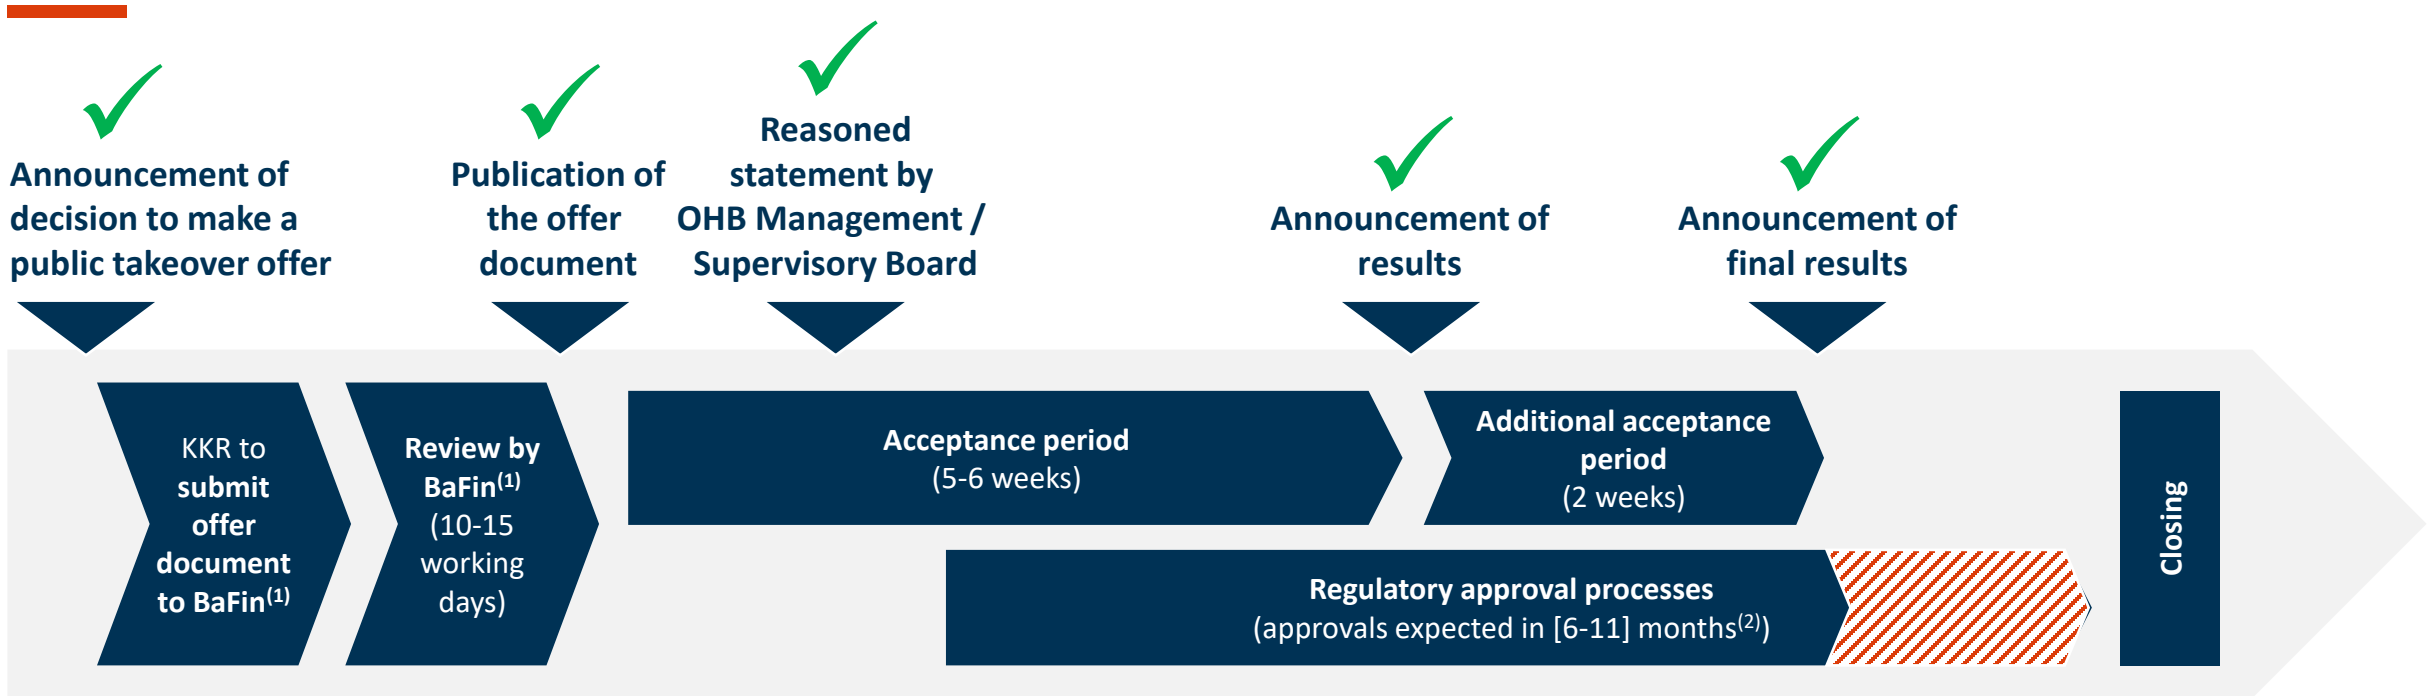 Announcement of
decision to make a
public takeover offer
Publication of
the offer
document
Reasoned
statement by
OHB Management /
Supervisory Board
Announcement of
results
Announcement of
final results
KKR to
submit
offer
document
to BaFin(1)
Review by
BaFin(1)
(10-15
working
days)
Acceptance period
(5-6 weeks)
Additional acceptance
period
(2 weeks)
Regulatory approval processes
(approvals expected in [6-11] months(2))
Closing